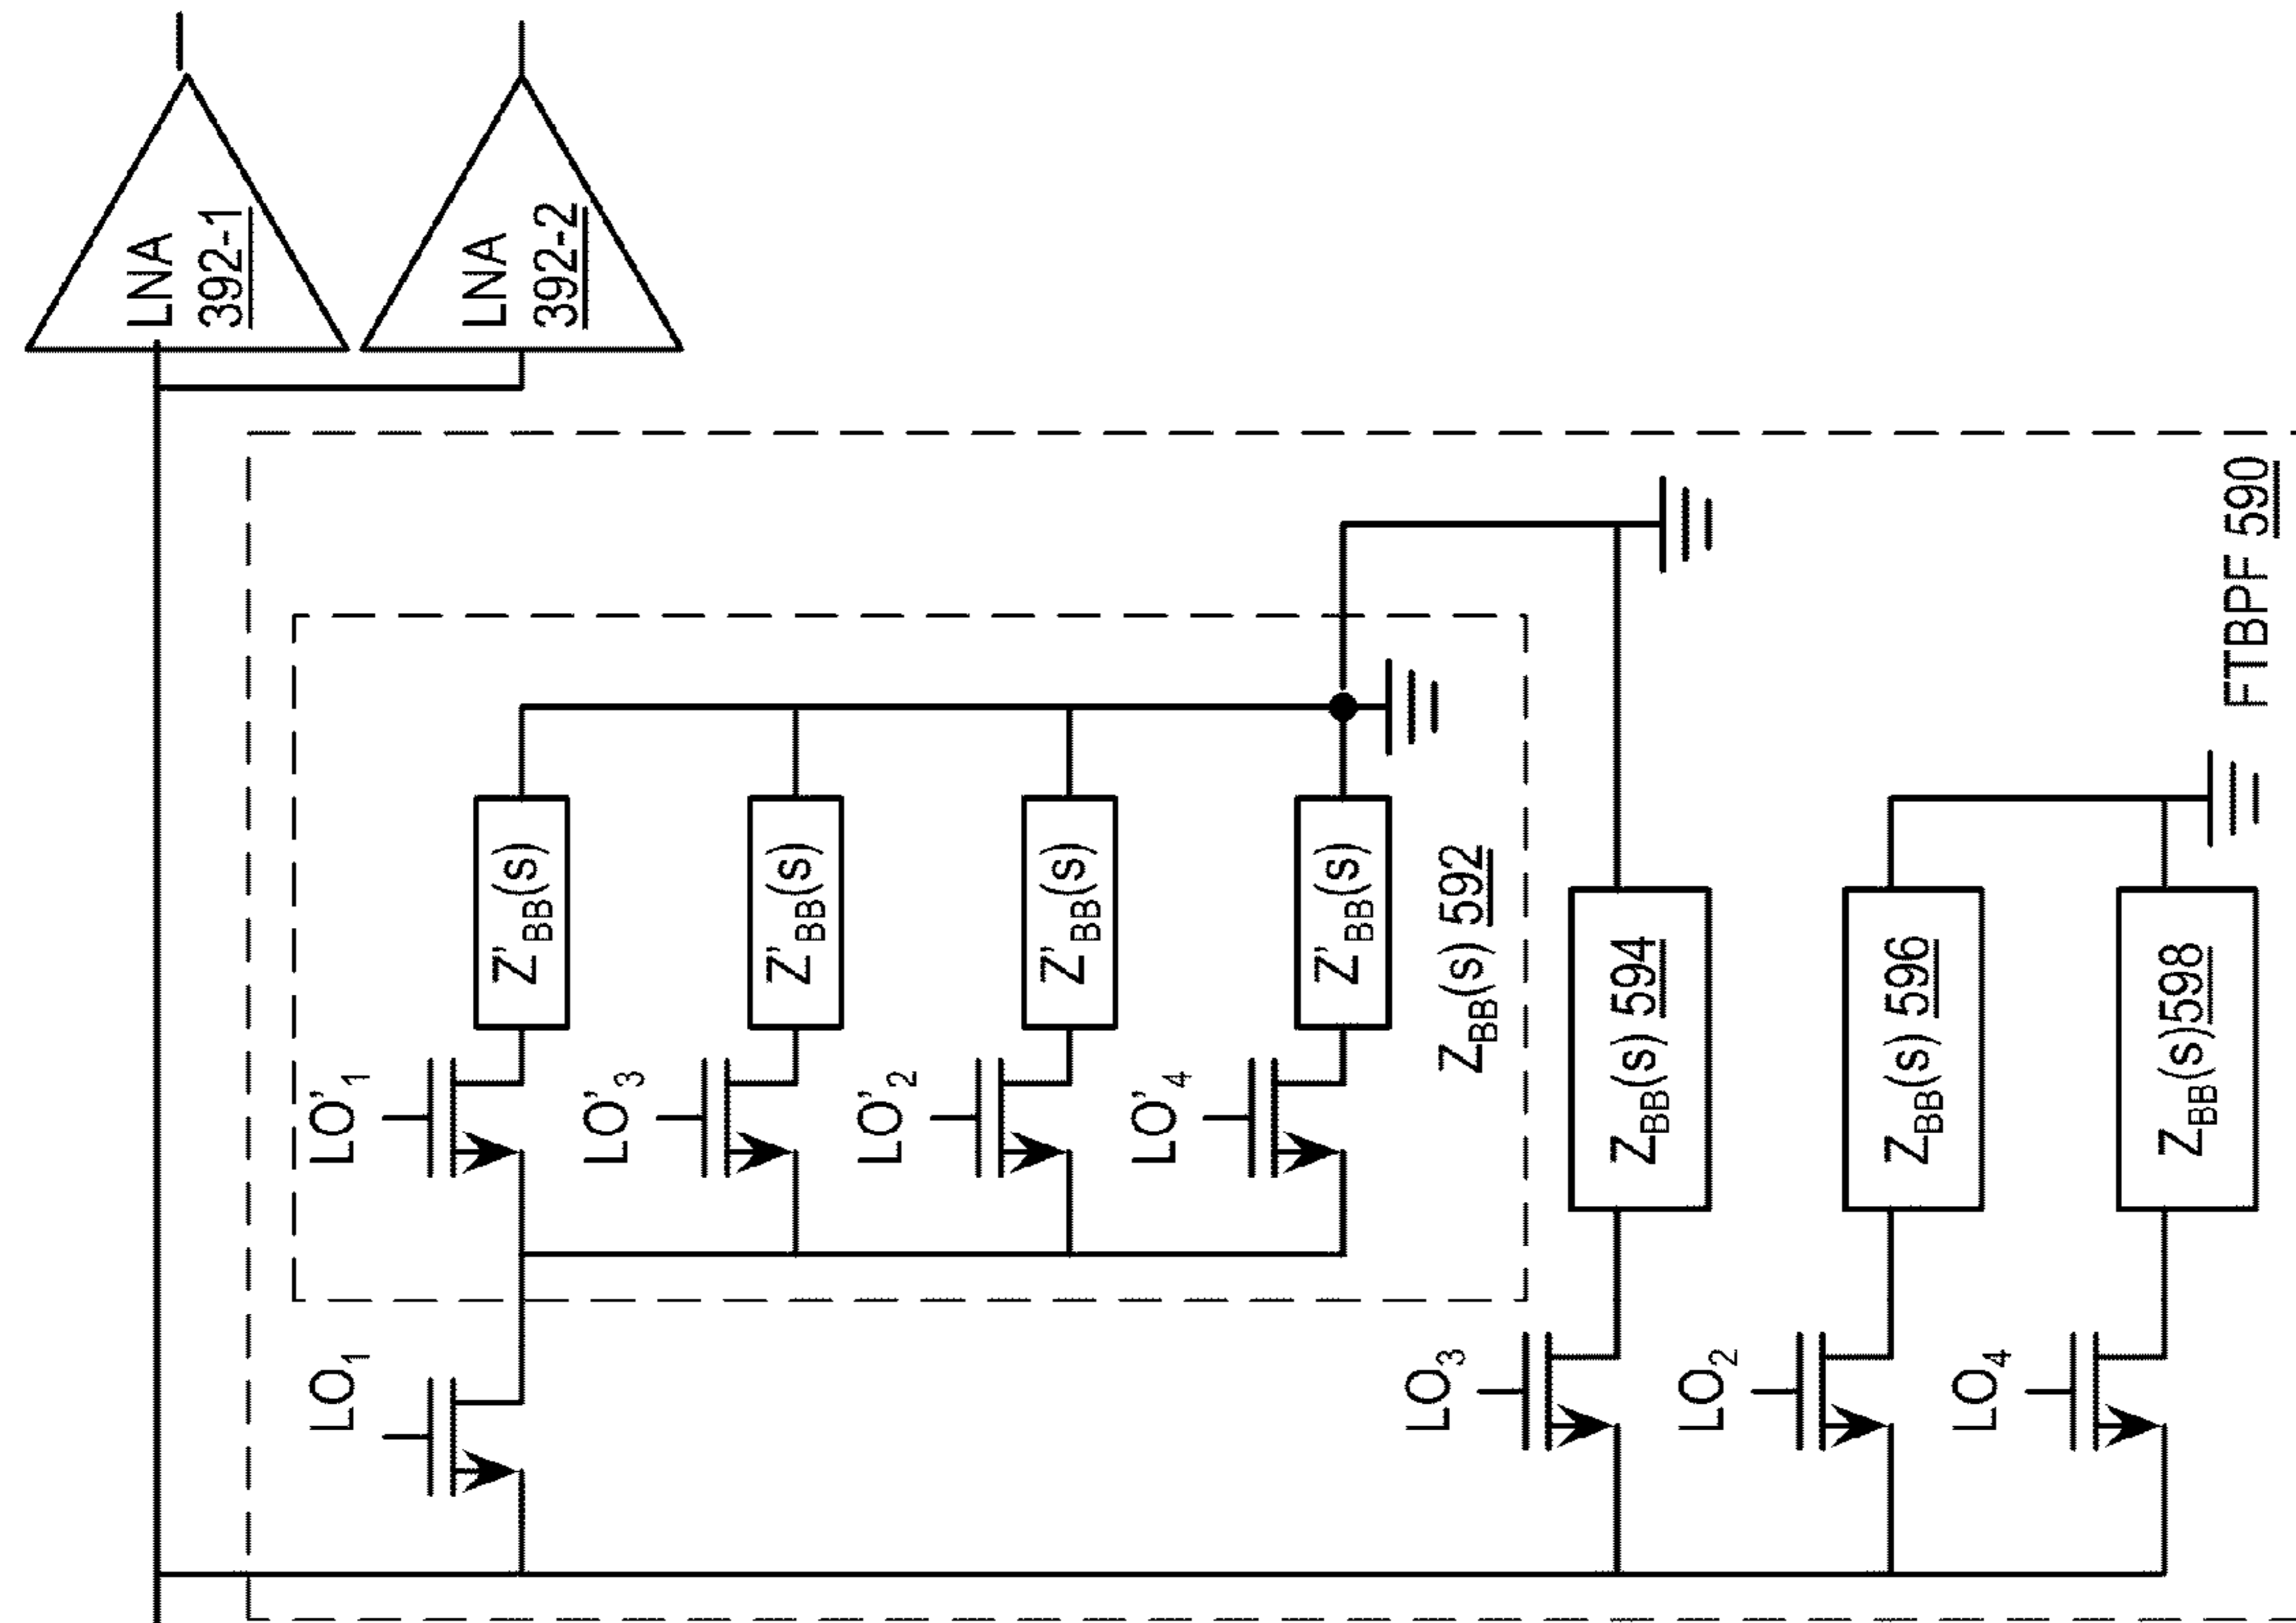 LNA
392-1
LNA
392-2
LO'₁
Z'BB(s)
LO'₃
Z'BB(s)
LO'₂
Z'BB(s)
LO'₄
Z'BB(s)
ZBB(s) 592
LO₁
LO₃
ZBB(s) 594
LO₂
ZBB(s) 596
LO₄
ZBB(s)598
FTBPF 590